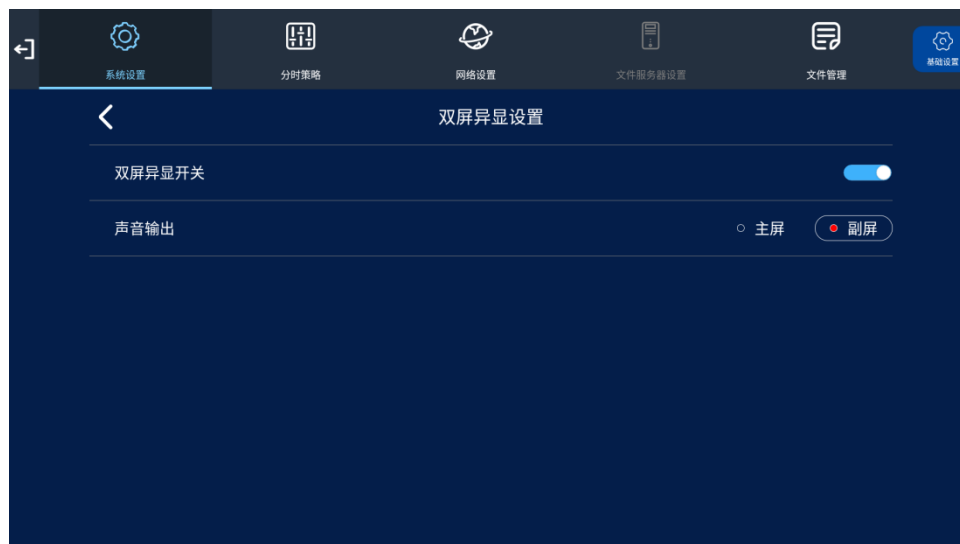 系统设置
分时策略
网络设置
文件服务器设置
文件管理
基础设置
双屏异显设置
双屏异显开关
声音输出
主屏
副屏